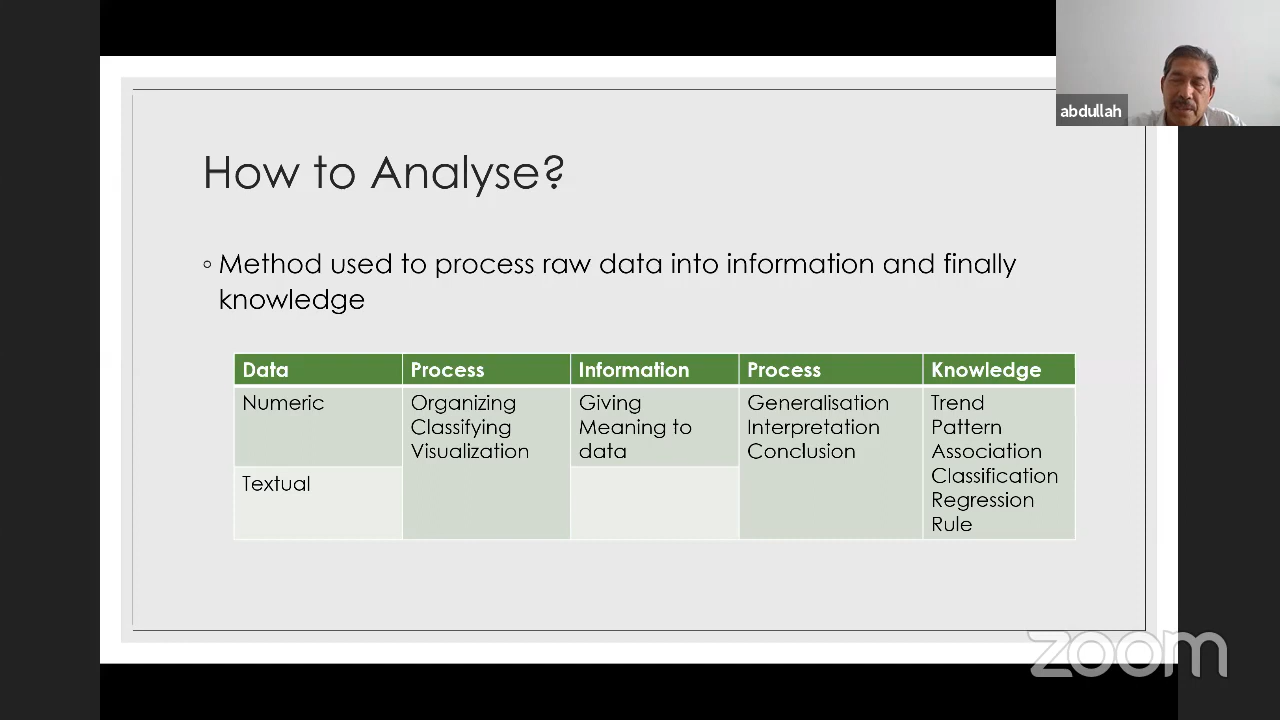 abdullah
How to Analyse?
◦ Method used to process raw data into information and finally
knowledge
Data Process Information Process Knowledge
Numeric
Organizing
Classifying
Visualization
Giving
Meaning to
data
Generalisation
Interpretation
Conclusion
Trend
Pattern
Association
Classification
Regression
Rule
Textual
zoom